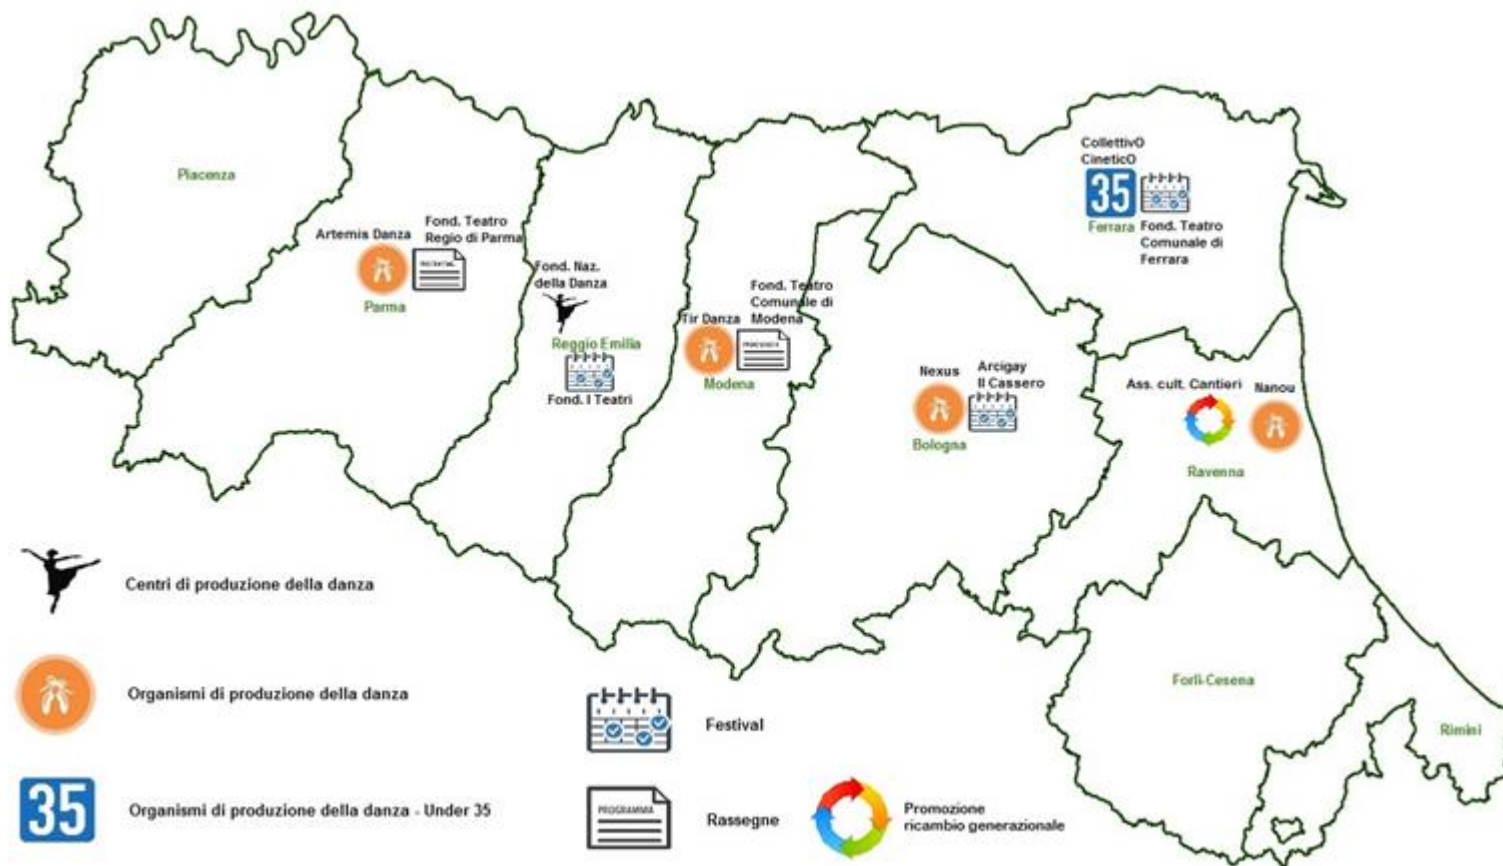 Piacenza
Artemis Danza
Fond. Teatro
Regio di Parma
Parma
Fond. Naz.
della Danza
Reggio Emilia
Fond. I Teatri
Tir Danza
Fond. Teatro
Comunale di
Modena
Modena
Nexus
Arcigay
Il Cassero
Bologna
CollettivO
CineticO
35
Ferrara
Fond. Teatro
Comunale di
Ferrara
Ass. cult. Cantieri
Nanou
Ravenna
Forlì-Cesena
Rimini
Centri di produzione della danza
Organismi di produzione della danza
35
Organismi di produzione della danza - Under 35
Festival
PROGRAMMA
Rassegne
Promozione
ricambio generazionale